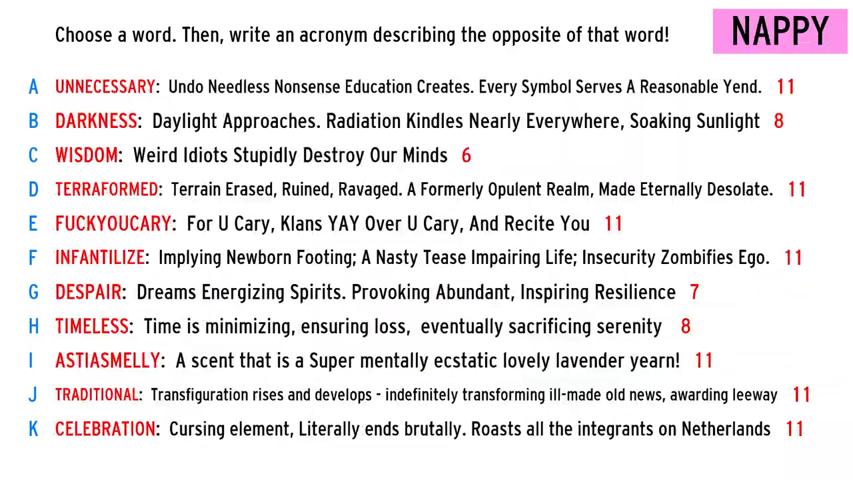 Choose a word. Then, write an acronym describing the opposite of that word! NAPPY
A UNNECESSARY: Undo Needless Nonsense Education Creates. Every Symbol Serves A Reasonable Yend. 11
B DARKNESS: Daylight Approaches. Radiation Kindles Nearly Everywhere, Soaking Sunlight 8
C WISDOM: Weird Idiots Stupidly Destroy Our Minds 6
D TERRAFORMED: Terrain Erased, Ruined, Ravaged. A Formerly Opulent Realm, Made Eternally Desolate. 11
E FUCKYOUCARY: For U Cary, Klans YAY Over U Cary, And Recite You 11
F INFANTILIZE: Implying Newborn Footing; A Nasty Tease Impairing Life; Insecurity Zombifies Ego. 11
G DESPAIR: Dreams Energizing Spirits. Provoking Abundant, Inspiring Resilience 7
H TIMELESS: Time is minimizing, ensuring loss, eventually sacrificing serenity 8
I ASTIASMELLY: A scent that is a Super mentally ecstatic lovely lavender yearn! 11
J TRADITIONAL: Transfiguration rises and develops - indefinitely transforming ill-made old news, awarding leeway 11
K CELEBRATION: Cursing element, Literally ends brutally. Roasts all the integrants on Netherlands 11